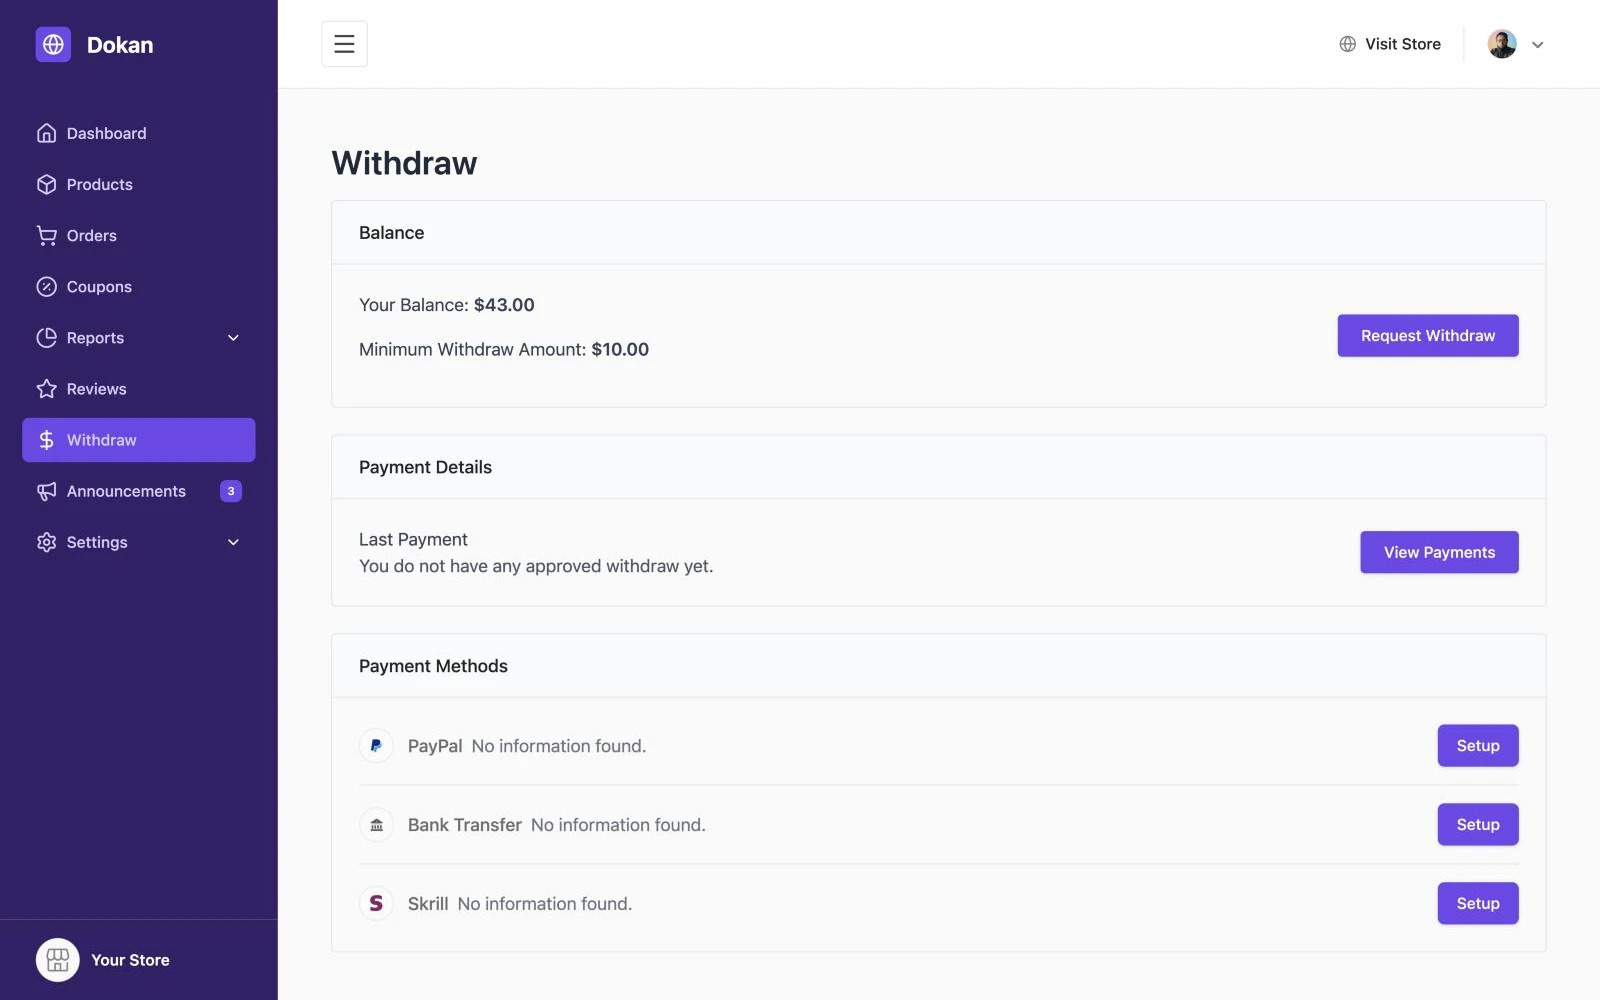 Dokan
Dashboard
Products
Orders
Coupons
Reports
Reviews
Withdraw
Announcements 3
Settings
Your Store
Visit Store
Withdraw
Balance
Your Balance: $43.00
Minimum Withdraw Amount: $10.00
Request Withdraw
Payment Details
Last Payment
You do not have any approved withdraw yet.
View Payments
Payment Methods
PayPal No information found.
Setup
Bank Transfer No information found.
Setup
S
Skrill No information found.
Setup